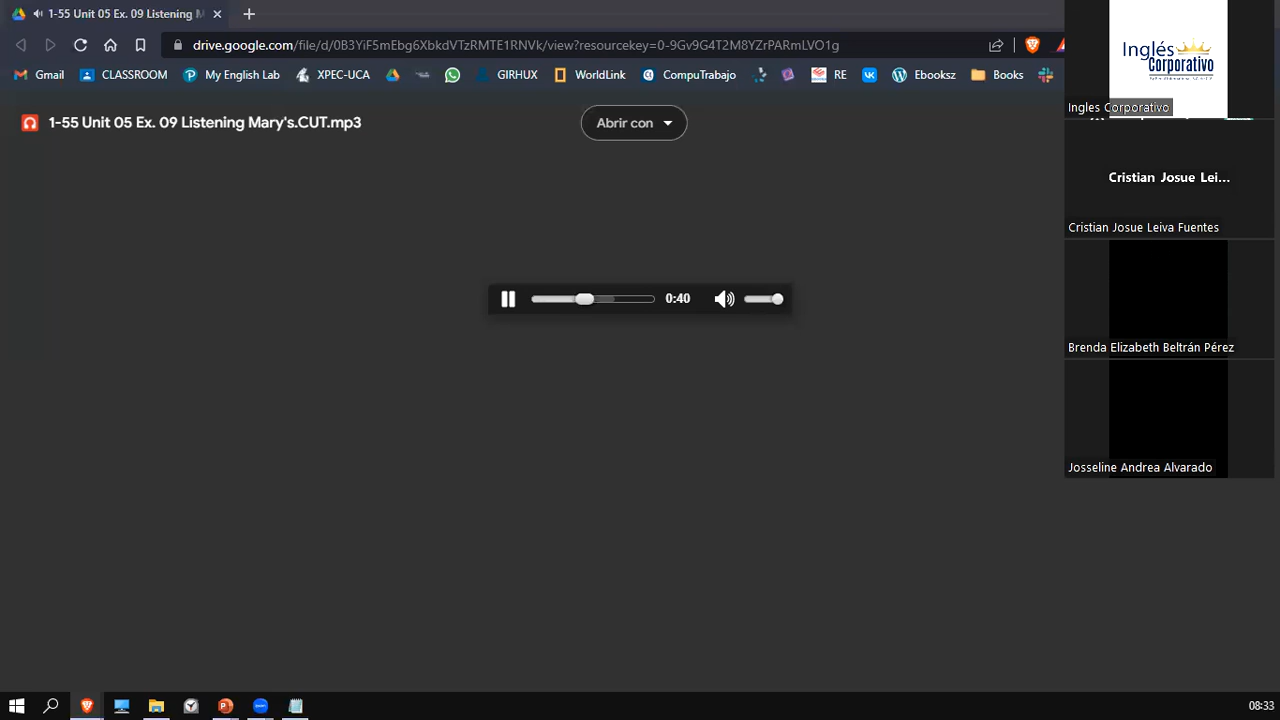 1-55 Unit 05 Ex. 09 Listening M
drive.google.com/file/d/0B3YiF5mEbg6XbkdVTzRMTE1RNVk/view?resourcekey=0-9Gv9G4T2M8YZrPARmLVO1g
Gmail CLASSROOM My English Lab XPEC-UCA GIRHUX WorldLink CompuTrabajo RE Ebooksz Books
1-55 Unit 05 Ex. 09 Listening Mary's.CUT.mp3
Abrir con
0:40
Inglés
Corporativo
Ingles Corporativo
Cristian Josue Lei...
Cristian Josue Leiva Fuentes
Brenda Elizabeth Beltrán Pérez
Josseline Andrea Alvarado
08:33